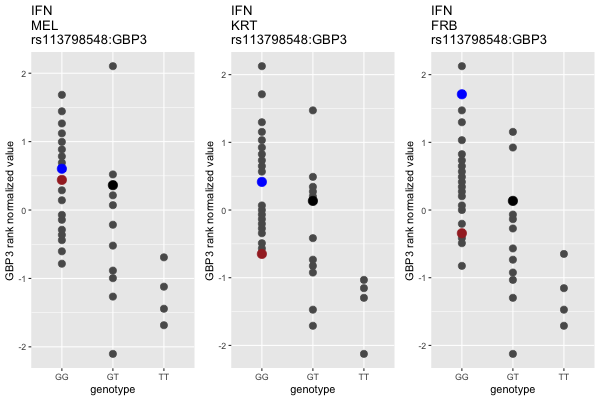 IFN
MEL
rs113798548:GBP3
GBP3 rank normalized value
2
1
0
-1
-2
GG
GT
TT
genotype
IFN
KRT
rs113798548:GBP3
GBP3 rank normalized value
2
1
0
-1
-2
GG
GT
TT
genotype
IFN
FRB
rs113798548:GBP3
GBP3 rank normalized value
2
1
0
-1
-2
GG
GT
TT
genotype